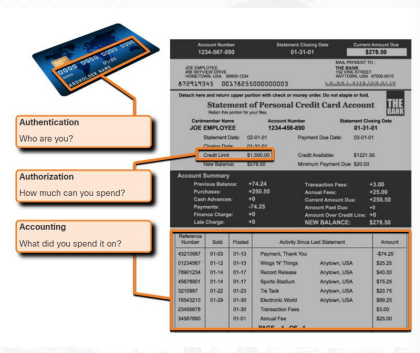 Account Number Statement Closing Date Current Amount Due
1234-567-890 01-31-01 $278.50
JOE EMPLOYEE
456 SKYVIEW DRIVE
HOMETOWN, USA 98900-1234
MAIL PAYMENT TO :
THE BANK
132 VINE STREET
ANYTOWN, USA 67500-0010
872919345 00178255000000003
Detach here and return upper portion with check or money order. Do not staple or fold.
Statement of Personal Credit Card Account
Retain this portion for your files.
THE
BANK
Cardmember Name Account Number Statement Closing Date
JOE EMPLOYEE 1234-456-890 01-31-01
Statement Date: 02-01-01 Payment Due Date: 03-01-01
Closing Date: 01-31-01
Credit Limit $1,500.00 Credit Available: $1221.50
New Balance: $278.50 Minimum Payment Due: $20.00
Account Summary
Previous Balance: +74.24 Transaction Fees: +3.00
Purchases: +250.50 Annual Fees: +25.00
Cash Advances: +0 Current Amount Due: +250.50
Payments: -74.25 Amount Past Due: +0
Finance Charge: +0 Amount Over Credit Line: +0
Late Charge: +0 NEW BALANCE: $278.50
Reference
Number Sold Posted Activity Since Last Statement Amount
43210987 01-03 01-13 Payment, Thank You -$74.25
01234567 01-12 01-13 Wings 'N' Things Anytown, USA $25.25
78901234 01-14 01-17 Record Release Anytown, USA $40.00
45678901 01-14 01-17 Sports Stadium Anytown, USA $75.25
3210987 01-22 01-23 Tie Tack Anytown, USA $20.75
76543210 01-29 01-30 Electronic World Anytown, USA $89.25
23455678 01-30 Transaction Fees $3.00
34567890 01-01 Annual Fee $25.00
PAGE 1 OF 1
Authentication
Who are you?
Authorization
How much can you spend?
Accounting
What did you spend it on?